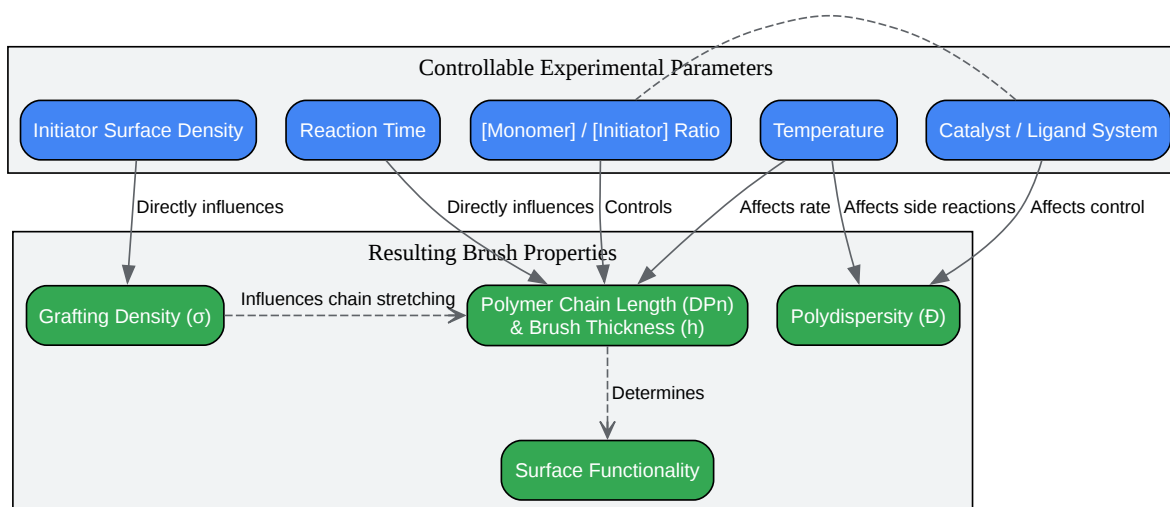 Controllable Experimental Parameters
Initiator Surface Density
Reaction Time
[Monomer] / [Initiator] Ratio
Temperature
Catalyst / Ligand System
Directly influences
Directly influences
Controls
Affects rate
Affects side reactions
Affects control
Resulting Brush Properties
Grafting Density (σ)
Influences chain stretching
Polymer Chain Length (DPn)
& Brush Thickness (h)
Polydispersity (Đ)
Determines
Surface Functionality